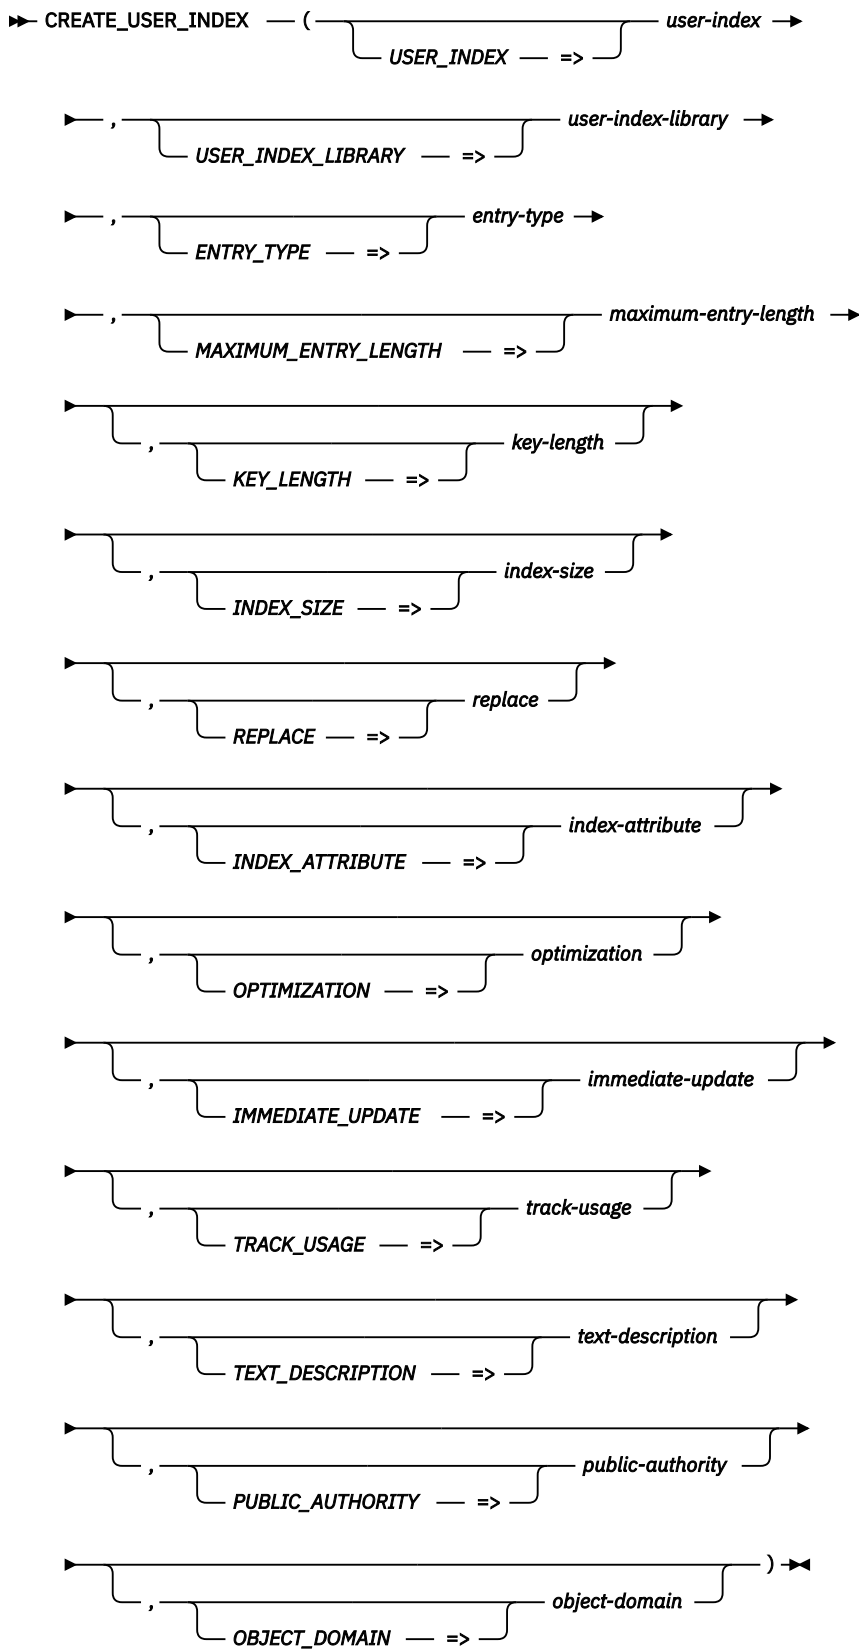 CREATE_USER_INDEX ( user-index
USER_INDEX =>
, user-index-library
USER_INDEX_LIBRARY =>
, entry-type
ENTRY_TYPE =>
, maximum-entry-length
MAXIMUM_ENTRY_LENGTH =>
, key-length
KEY_LENGTH =>
, index-size
INDEX_SIZE =>
, replace
REPLACE =>
, index-attribute
INDEX_ATTRIBUTE =>
, optimization
OPTIMIZATION =>
, immediate-update
IMMEDIATE_UPDATE =>
, track-usage
TRACK_USAGE =>
, text-description
TEXT_DESCRIPTION =>
, public-authority
PUBLIC_AUTHORITY =>
)
, object-domain
OBJECT_DOMAIN =>